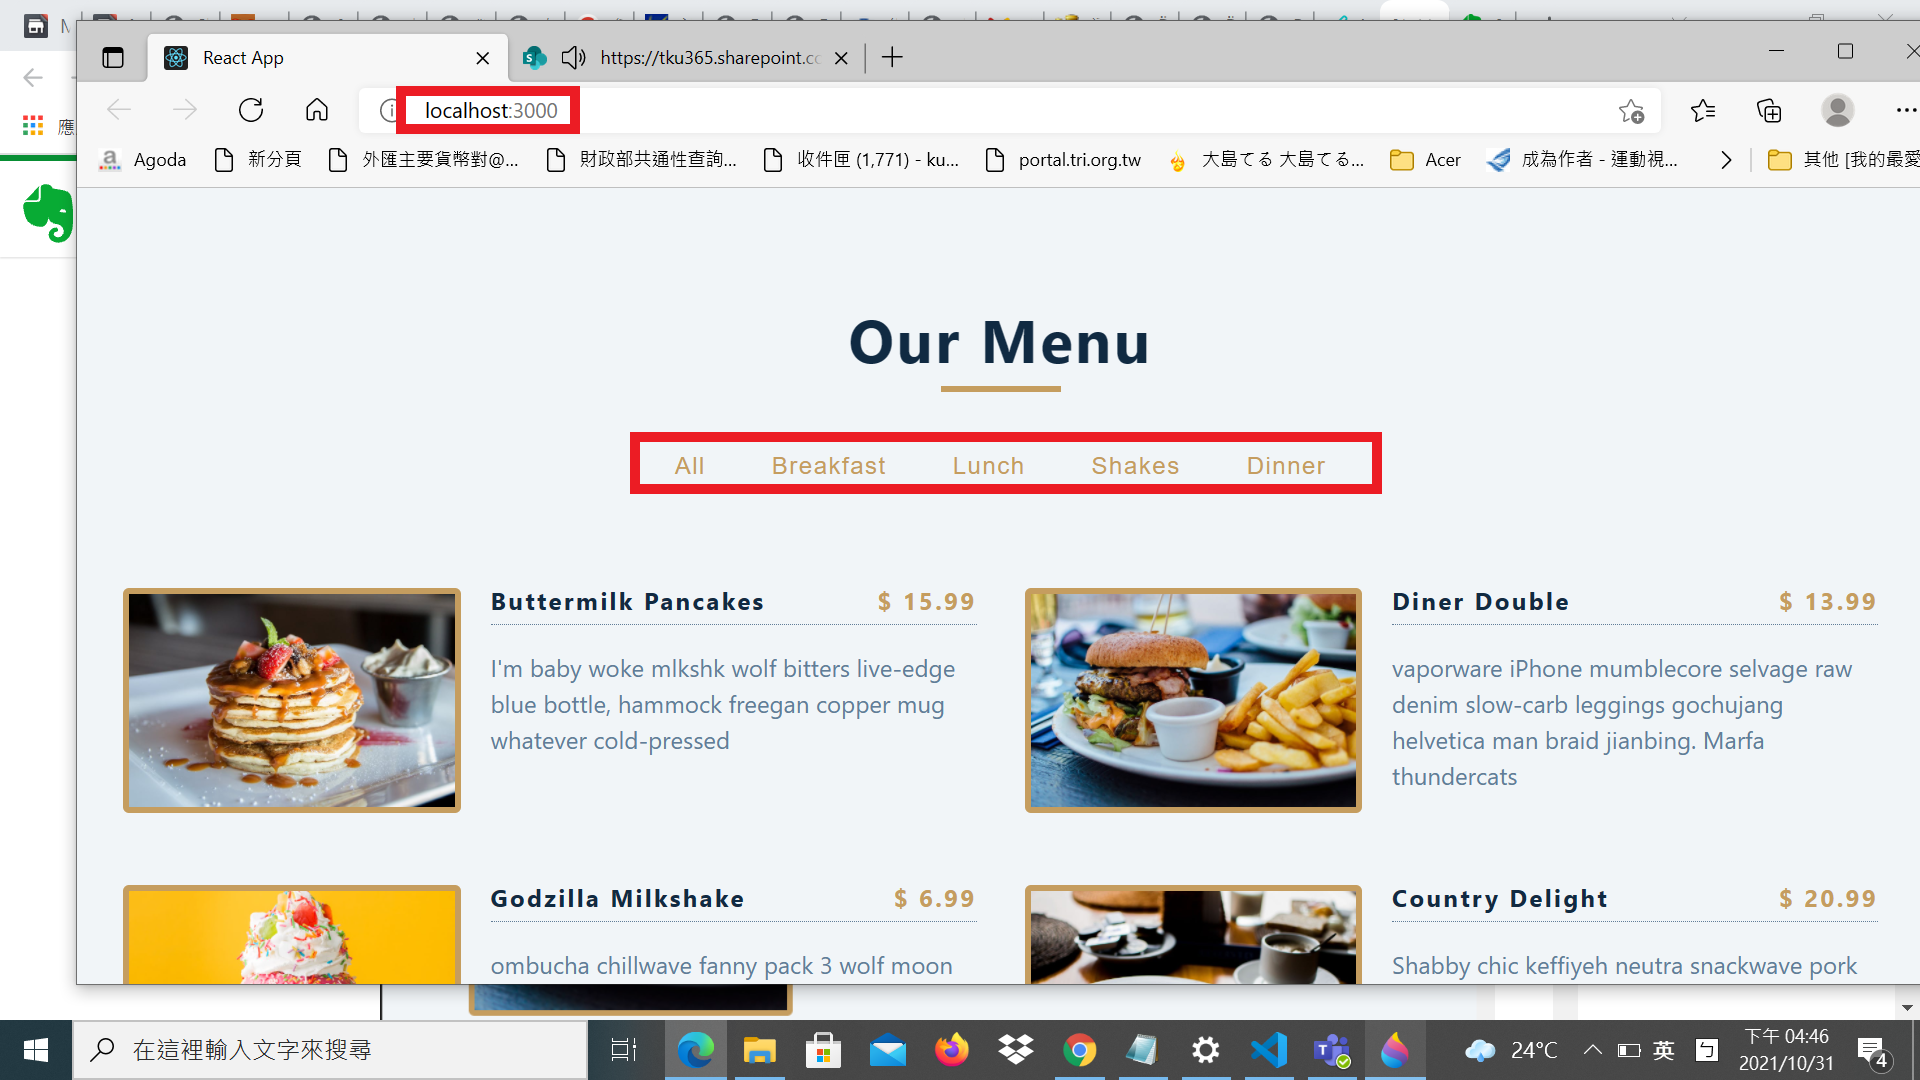 React App
https://tku365.sharepoint.co
localhost:3000
應
Agoda
新分頁
外匯主要貨幣對@...
財政部共通性查詢...
收件匣 (1,771) - ku...
portal.tri.org.tw
大島てる 大島てる...
Acer
成為作者 - 運動視...
其他 [我的最愛
Our Menu
All Breakfast Lunch Shakes Dinner
Buttermilk Pancakes $ 15.99
I'm baby woke mlkshk wolf bitters live-edge
blue bottle, hammock freegan copper mug
whatever cold-pressed
Diner Double $ 13.99
vaporware iPhone mumblecore selvage raw
denim slow-carb leggings gochujang
helvetica man braid jianbing. Marfa
thundercats
Godzilla Milkshake $ 6.99
ombucha chillwave fanny pack 3 wolf moon
Country Delight $ 20.99
Shabby chic keffiyeh neutra snackwave pork
在這裡輸入文字來搜尋
24°C
英
ㄅ
下午 04:46
2021/10/31
4